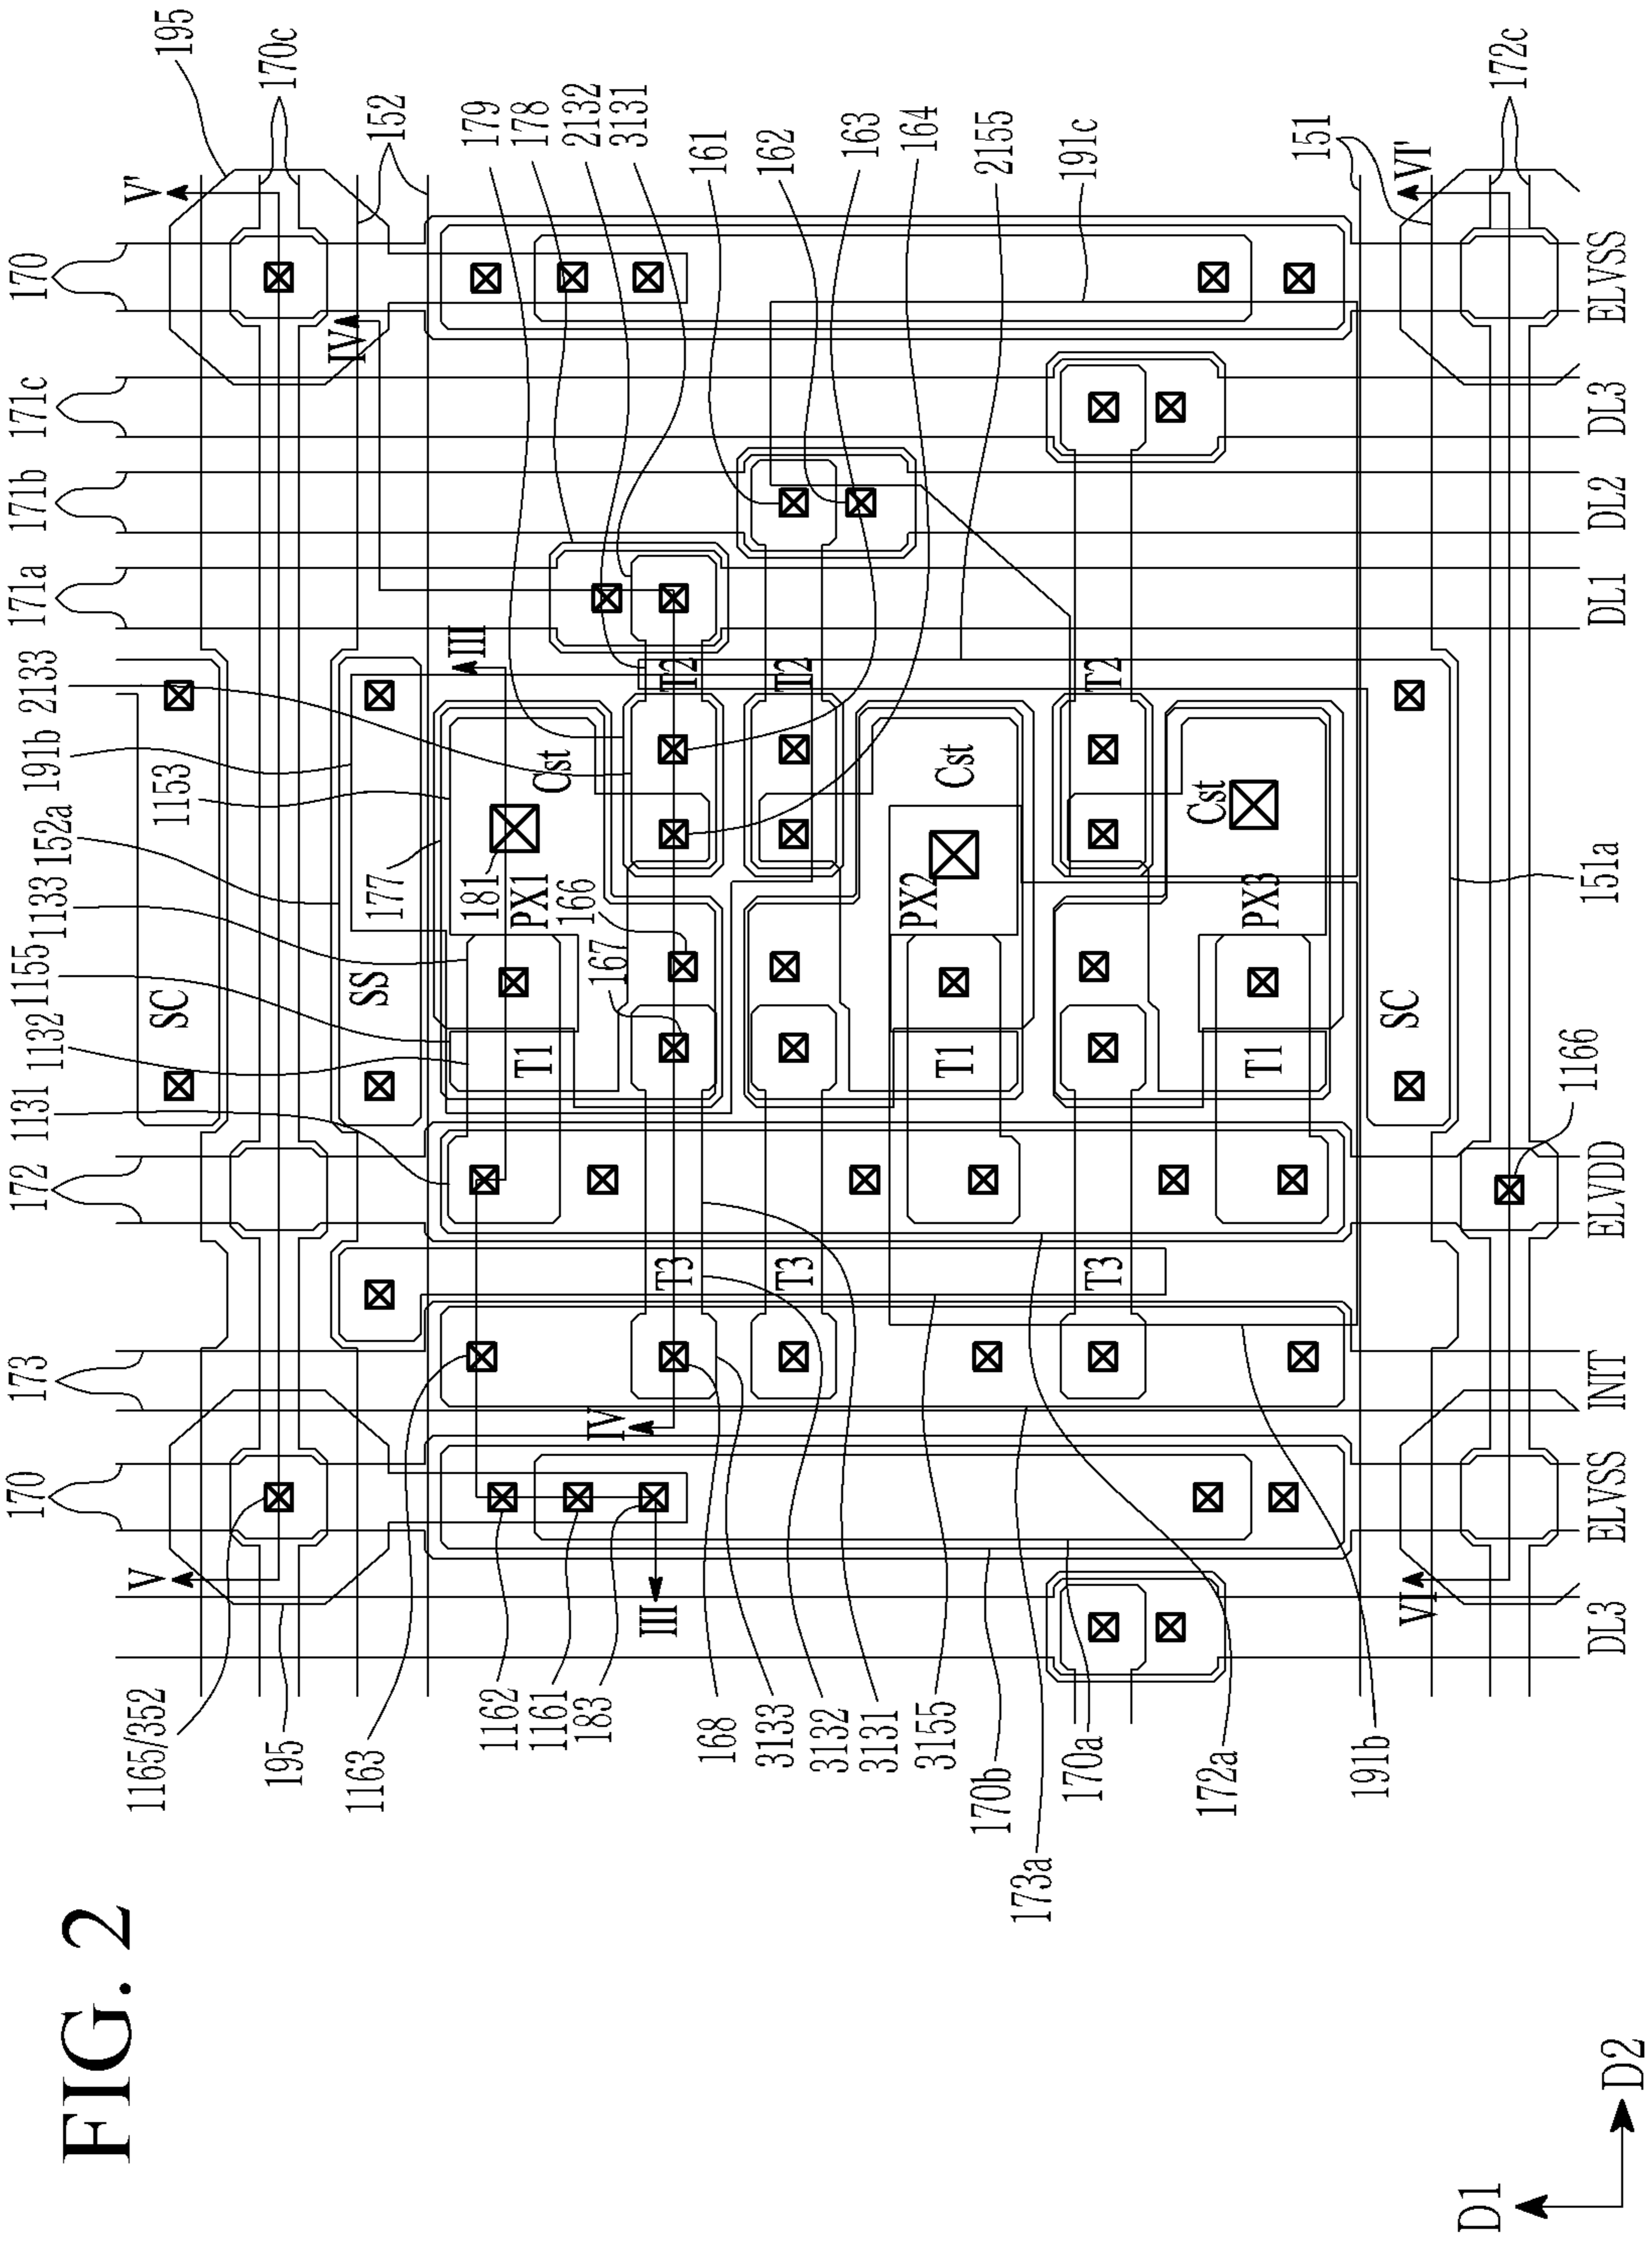 FIG. 2
195
170c
152
179
178
2132
3131
161
162
163
164
2155
191c
151
172c
V'
VI'
IV
170
171c
171b
171a
2133
191b
1153
152a
1133
1155
1132
1131
172
173
170
ELVSS
DL3
DL2
DL1
151a
1166
ELVDD
INIT
ELVSS
DL3
III
SC
SS
SC
177
181
PX1
Cst
166
167
T2
T2
T2
PX2
Cst
PX3
Cst
T1
T1
T1
T3
T3
T3
IV
V
III
VI
1165/352
195
1163
1162
1161
183
168
3133
3132
3131
3155
170b
173a
170a
172a
191b
D1
D2